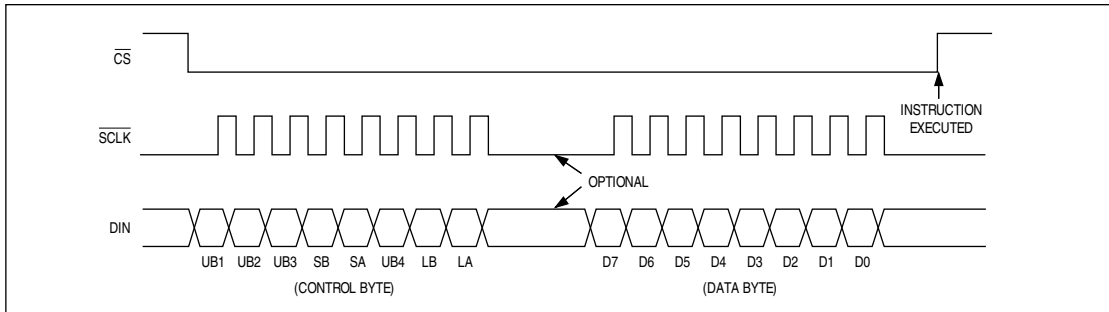 CS
INSTRUCTION
EXECUTED
SCLK
OPTIONAL
DIN
UB1 UB2 UB3 SB SA UB4 LB LA D7 D6 D5 D4 D3 D2 D1 D0
(CONTROL BYTE) (DATA BYTE)